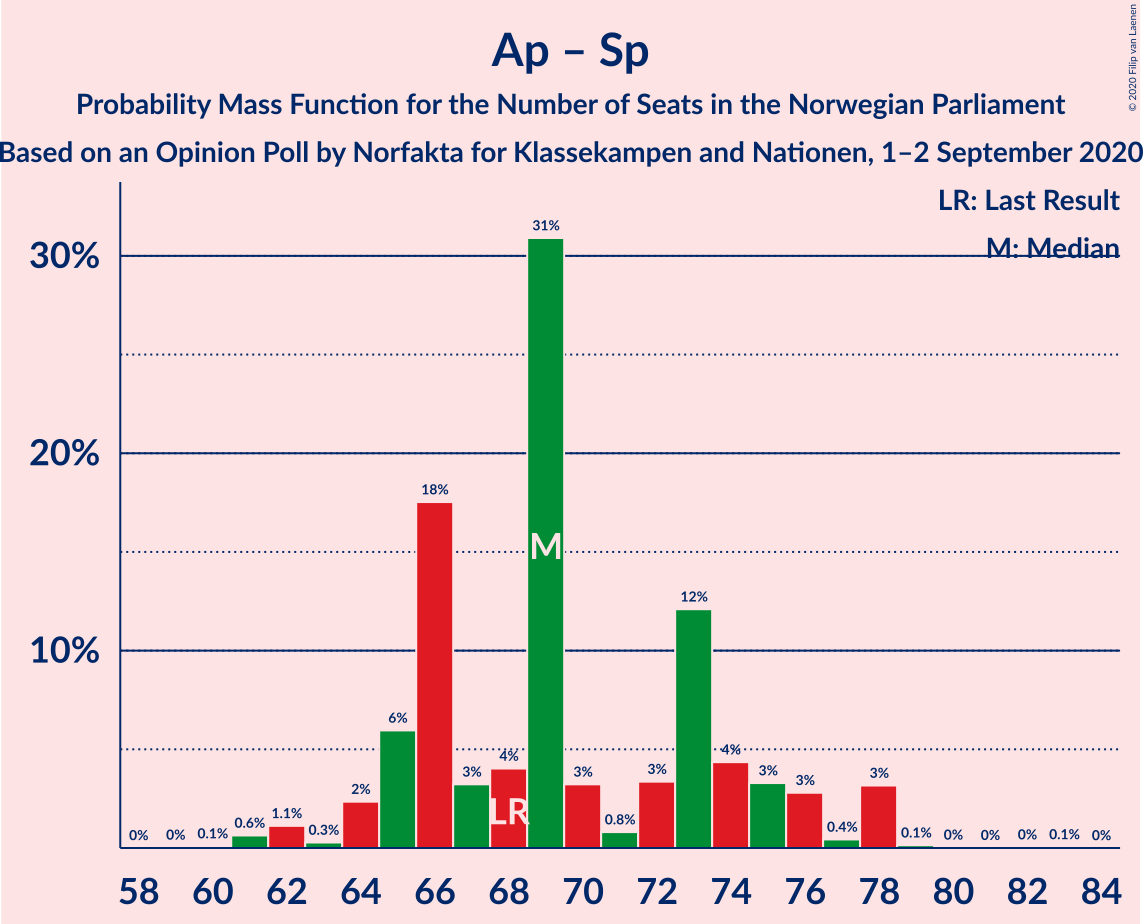 Ap – Sp
Probability Mass Function for the Number of Seats in the Norwegian Parliament
Based on an Opinion Poll by Norfakta for Klassekampen and Nationen, 1–2 September 2020
© 2020 Filip van Laenen
LR: Last Result
M: Median
30%
20%
10%
0% 0% 0.1% 0.6% 1.1% 0.3% 2% 6% 18% 3% 4% 31% 3% 0.8% 3% 12% 4% 3% 3% 0.4% 3% 0.1% 0% 0% 0% 0.1% 0%
M
LR
58 60 62 64 66 68 70 72 74 76 78 80 82 84